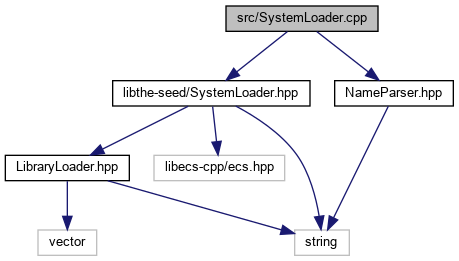 src/SystemLoader.cpp
libthe-seed/SystemLoader.hpp
NameParser.hpp
LibraryLoader.hpp
libecs-cpp/ecs.hpp
vector
string